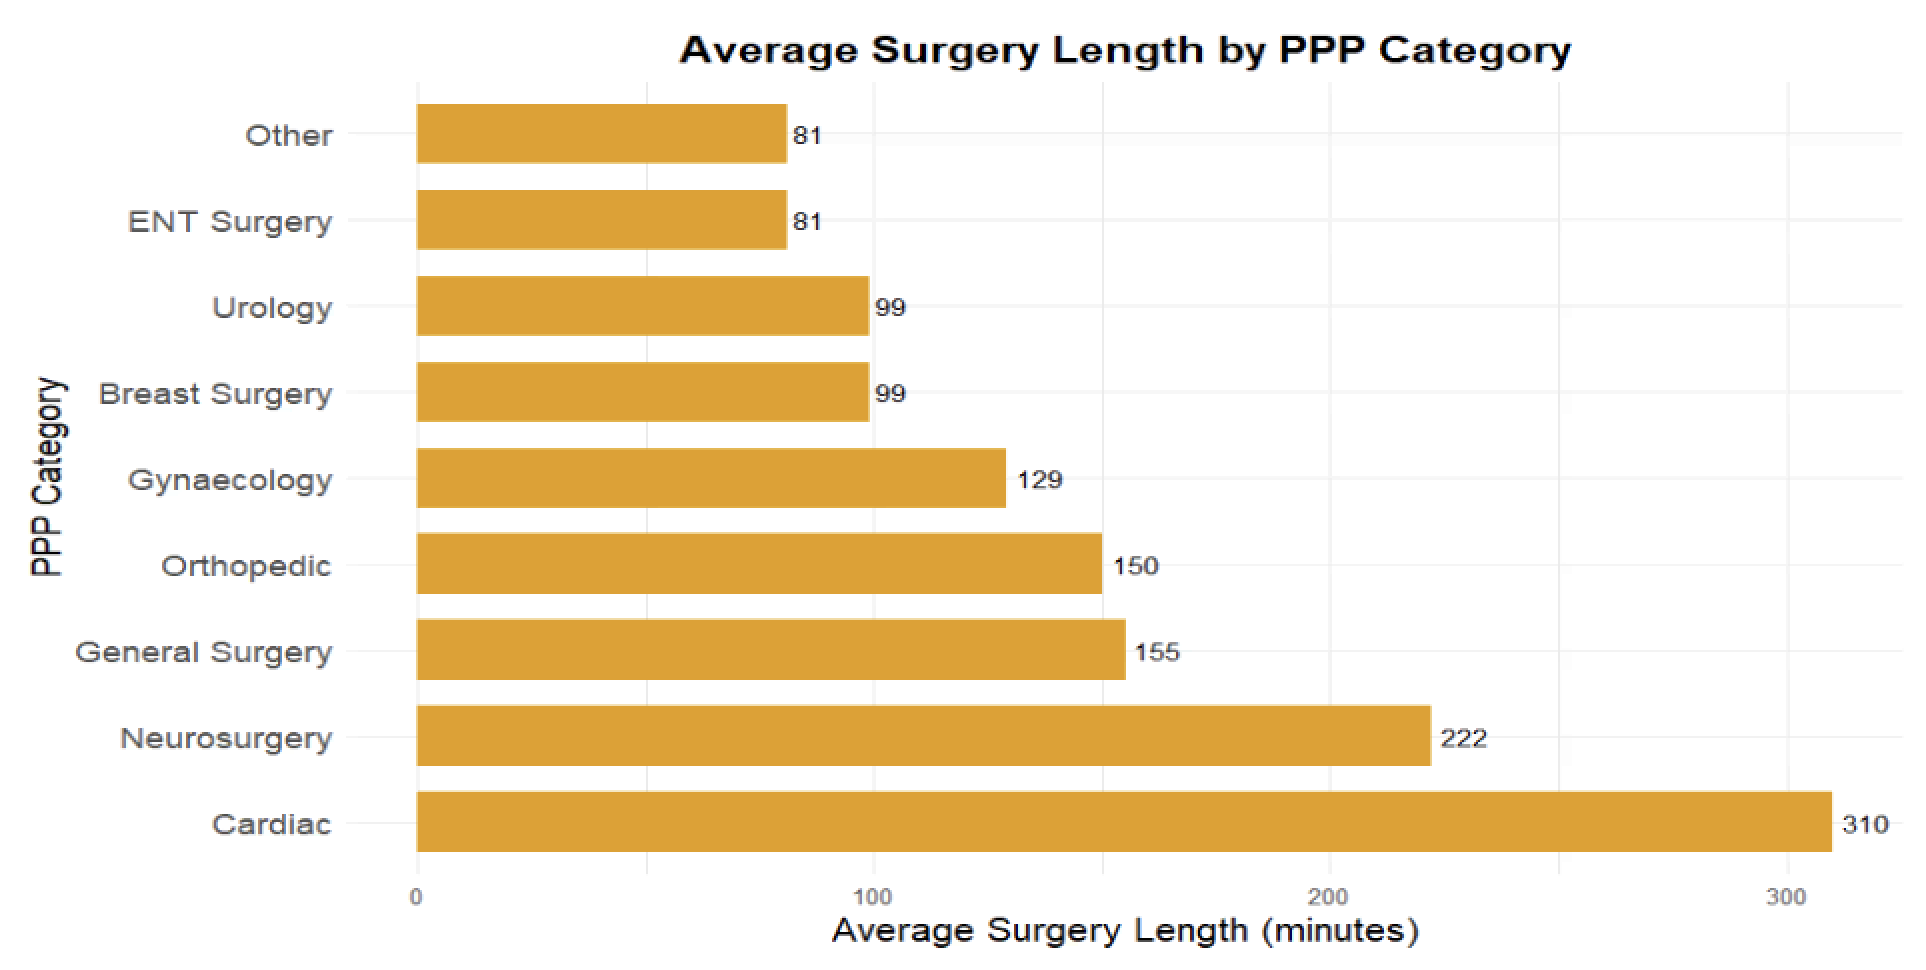 Average Surgery Length by PPP Category
PPP Category
Other 81
ENT Surgery 81
Urology 99
Breast Surgery 99
Gynaecology 129
Orthopedic 150
General Surgery 155
Neurosurgery 222
Cardiac 310
0 100 200 300
Average Surgery Length (minutes)